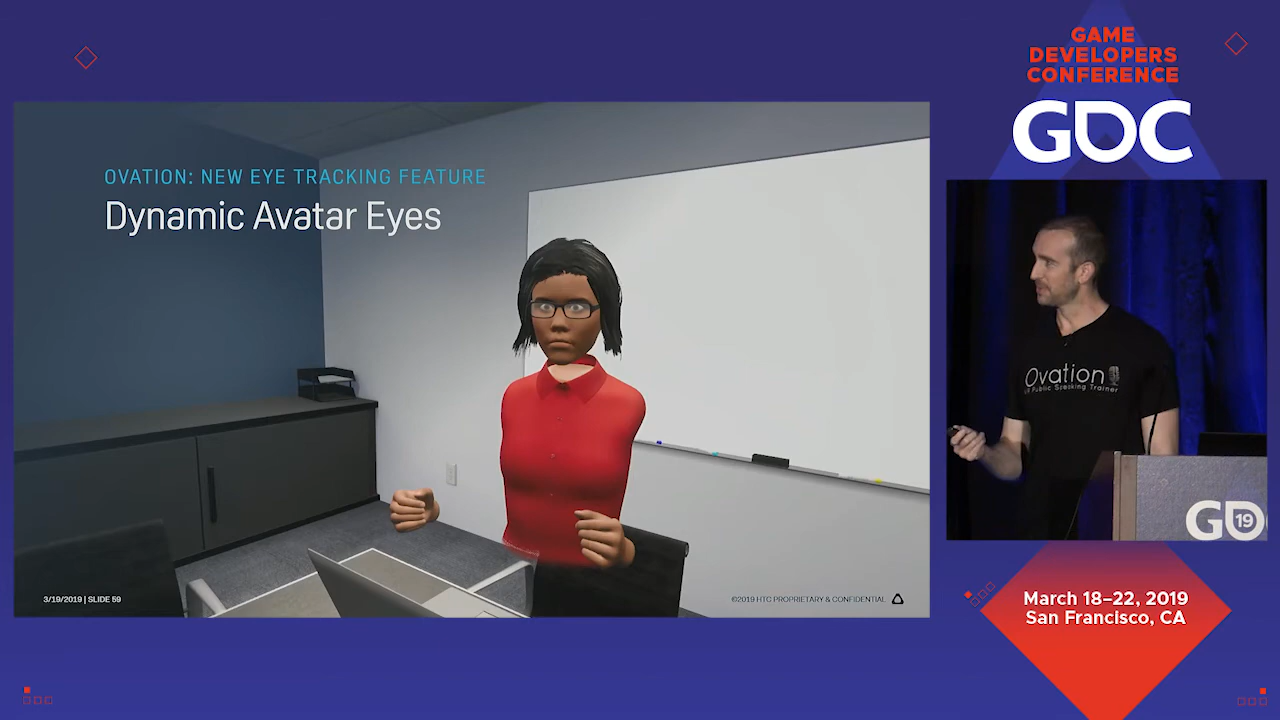 OVATION: NEW EYE TRACKING FEATURE
Dynamic Avatar Eyes
3/19/2019 | SLIDE 59
©2019 HTC PROPRIETARY & CONFIDENTIAL
GAME
DEVELOPERS
CONFERENCE
GDC
Ovation
VR Public Speaking Trainer
GD
19
March 18–22, 2019
San Francisco, CA